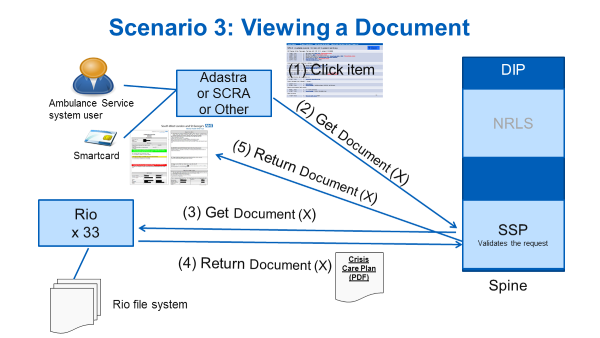 Scenario 3: Viewing a Document
(1) Click item
DIP
Adastra
or SCRA
or Other
Ambulance Service
system user
(2) Get Document (X)
NRLS
Smartcard
NHS
(5) Return Document (X)
Rio
x 33
(3) Get Document (X)
SSP
Validates the request
(4) Return Document (X)
Crisis
Care Plan
(PDF)
Spine
Rio file system